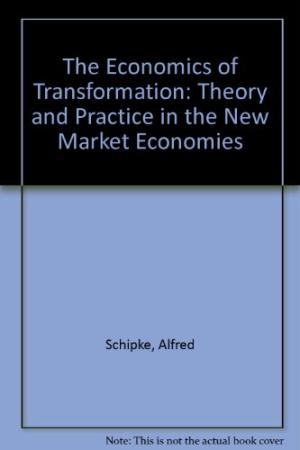 The Economics of
Transformation: Theory
and Practice in the New
Market Economies
Schipke, Alfred
Note: This is not the actual book cover